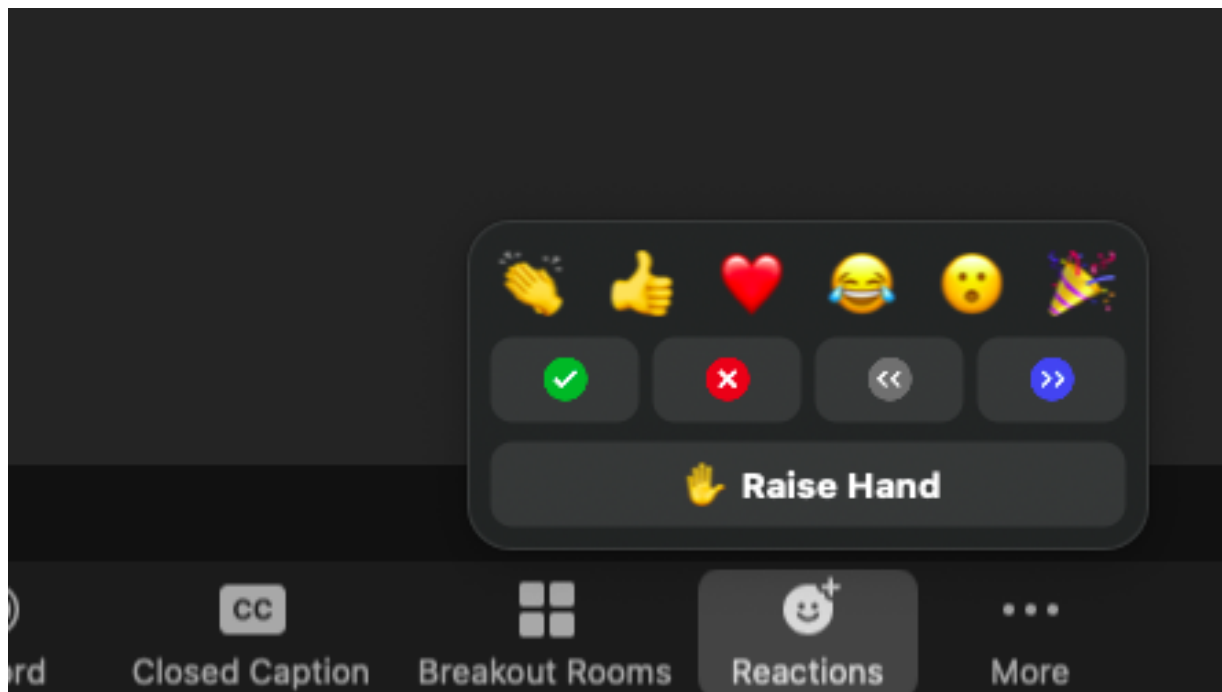 Raise Hand
CC
Closed Caption
Breakout Rooms
Reactions
More